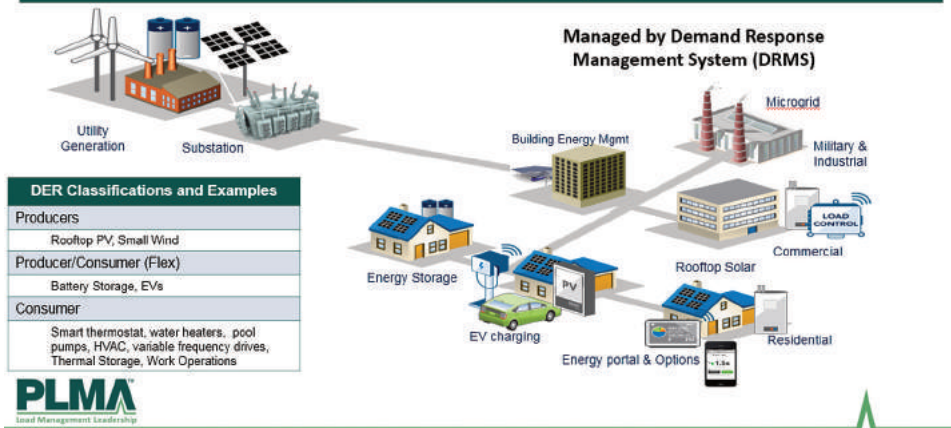 Managed by Demand Response
Management System (DRMS)
Utility
Generation
Substation
Building Energy Mgmt
Microgrid
Military &
Industrial
LOAD
CONTROL
Commercial
Rooftop Solar
Energy Storage
PV
EV charging
Energy portal & Options
Residential
DER Classifications and Examples
Producers
Rooftop PV, Small Wind
Producer/Consumer (Flex)
Battery Storage, EVs
Consumer
Smart thermostat, water heaters, pool
pumps, HVAC, variable frequency drives,
Thermal Storage, Work Operations
PLMA
Load Management Leadership